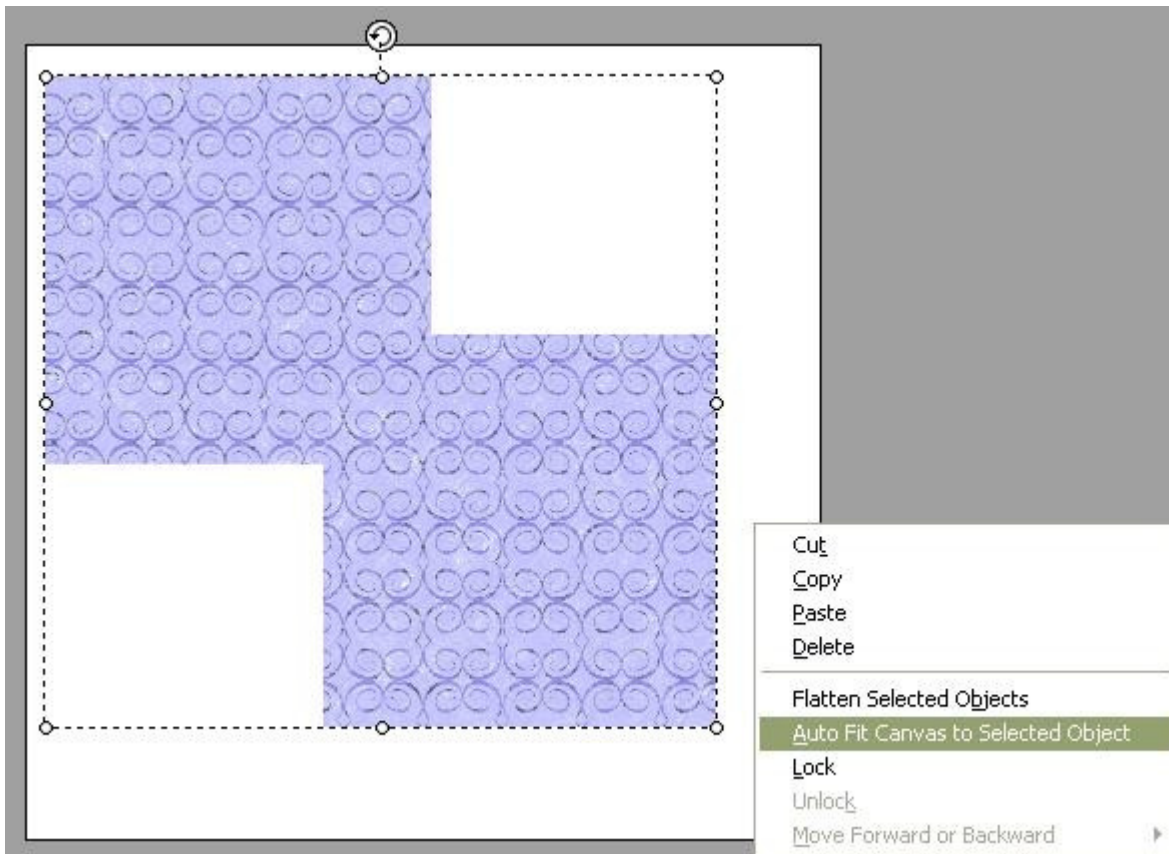 Cut
Copy
Paste
Delete
Flatten Selected Objects
Auto Fit Canvas to Selected Object
Lock
Unlock
Move Forward or Backward